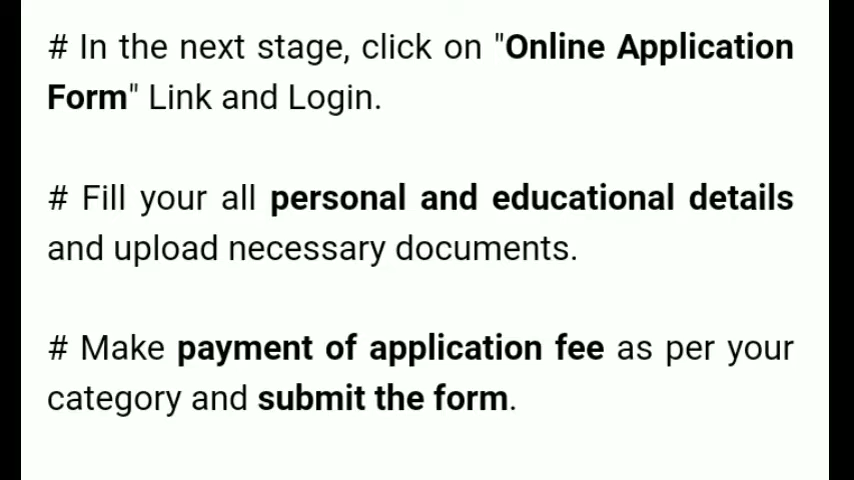 # In the next stage, click on "Online Application
Form" Link and Login.
# Fill your all personal and educational details
and upload necessary documents.
# Make payment of application fee as per your
category and submit the form.